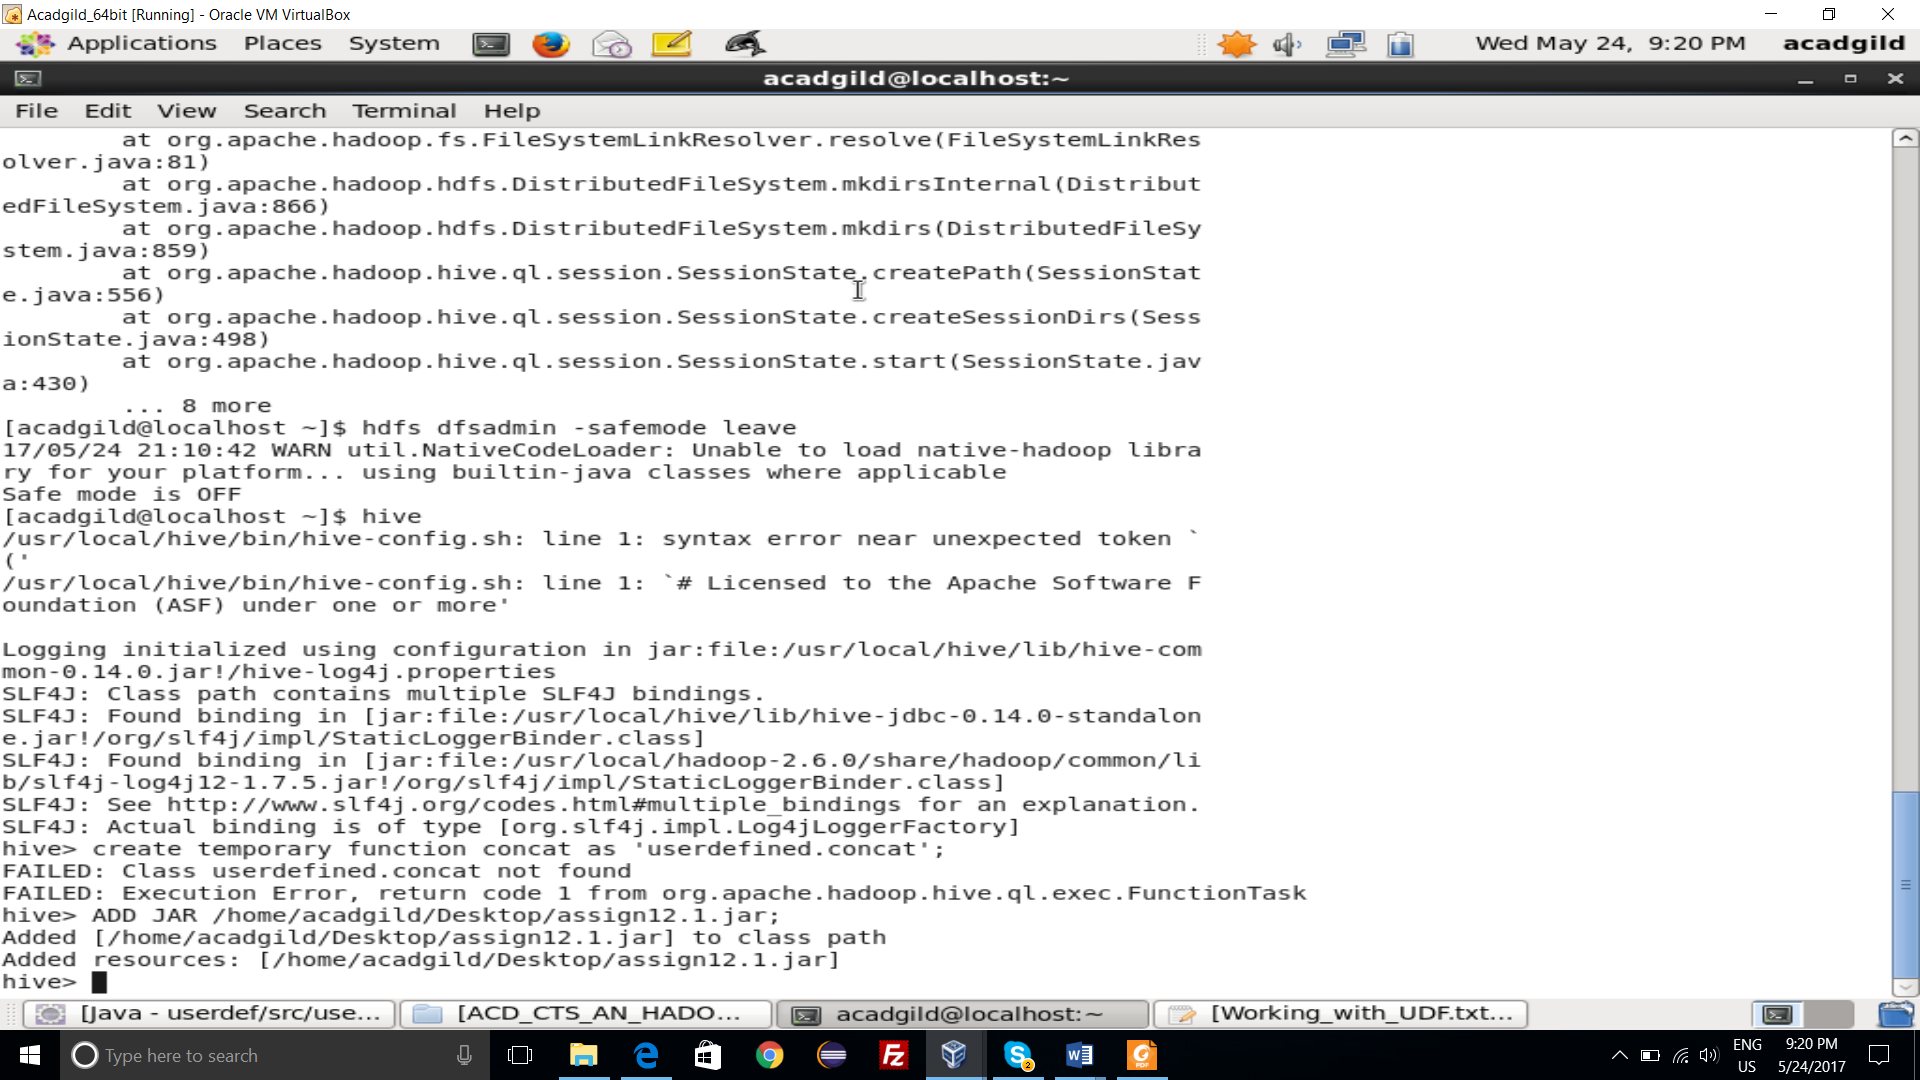 Acadgild_64bit [Running] - Oracle VM VirtualBox
Applications Places System Wed May 24, 9:20 PM acadgild
acadgild@localhost:~
File Edit View Search Terminal Help
at org.apache.hadoop.fs.FileSystemLinkResolver.resolve(FileSystemLinkRes
olver.java:81)
at org.apache.hadoop.hdfs.DistributedFileSystem.mkdirsInternal(Distribut
edFileSystem.java:866)
at org.apache.hadoop.hdfs.DistributedFileSystem.mkdirs(DistributedFileSy
stem.java:859)
at org.apache.hadoop.hive.ql.session.SessionState.createPath(SessionStat
e.java:556)
at org.apache.hadoop.hive.ql.session.SessionState.createSessionDirs(Sess
ionState.java:498)
at org.apache.hadoop.hive.ql.session.SessionState.start(SessionState.jav
a:430)
... 8 more
[acadgild@localhost ~]$ hdfs dfsadmin -safemode leave
17/05/24 21:10:42 WARN util.NativeCodeLoader: Unable to load native-hadoop libra
ry for your platform... using builtin-java classes where applicable
Safe mode is OFF
[acadgild@localhost ~]$ hive
/usr/local/hive/bin/hive-config.sh: line 1: syntax error near unexpected token `
('
/usr/local/hive/bin/hive-config.sh: line 1: `# Licensed to the Apache Software F
oundation (ASF) under one or more'
Logging initialized using configuration in jar:file:/usr/local/hive/lib/hive-com
mon-0.14.0.jar!/hive-log4j.properties
SLF4J: Class path contains multiple SLF4J bindings.
SLF4J: Found binding in [jar:file:/usr/local/hive/lib/hive-jdbc-0.14.0-standalon
e.jar!/org/slf4j/impl/StaticLoggerBinder.class]
SLF4J: Found binding in [jar:file:/usr/local/hadoop-2.6.0/share/hadoop/common/li
b/slf4j-log4j12-1.7.5.jar!/org/slf4j/impl/StaticLoggerBinder.class]
SLF4J: See http://www.slf4j.org/codes.html#multiple_bindings for an explanation.
SLF4J: Actual binding is of type [org.slf4j.impl.Log4jLoggerFactory]
hive> create temporary function concat as 'userdefined.concat';
FAILED: Class userdefined.concat not found
FAILED: Execution Error, return code 1 from org.apache.hadoop.hive.ql.exec.FunctionTask
hive> ADD JAR /home/acadgild/Desktop/assign12.1.jar;
Added [/home/acadgild/Desktop/assign12.1.jar] to class path
Added resources: [/home/acadgild/Desktop/assign12.1.jar]
hive>
[Java - userdef/src/use... [ACD_CTS_AN_HADO... acadgild@localhost:~ [Working_with_UDF.txt...
Type here to search ENG 9:20 PM
US 5/24/2017